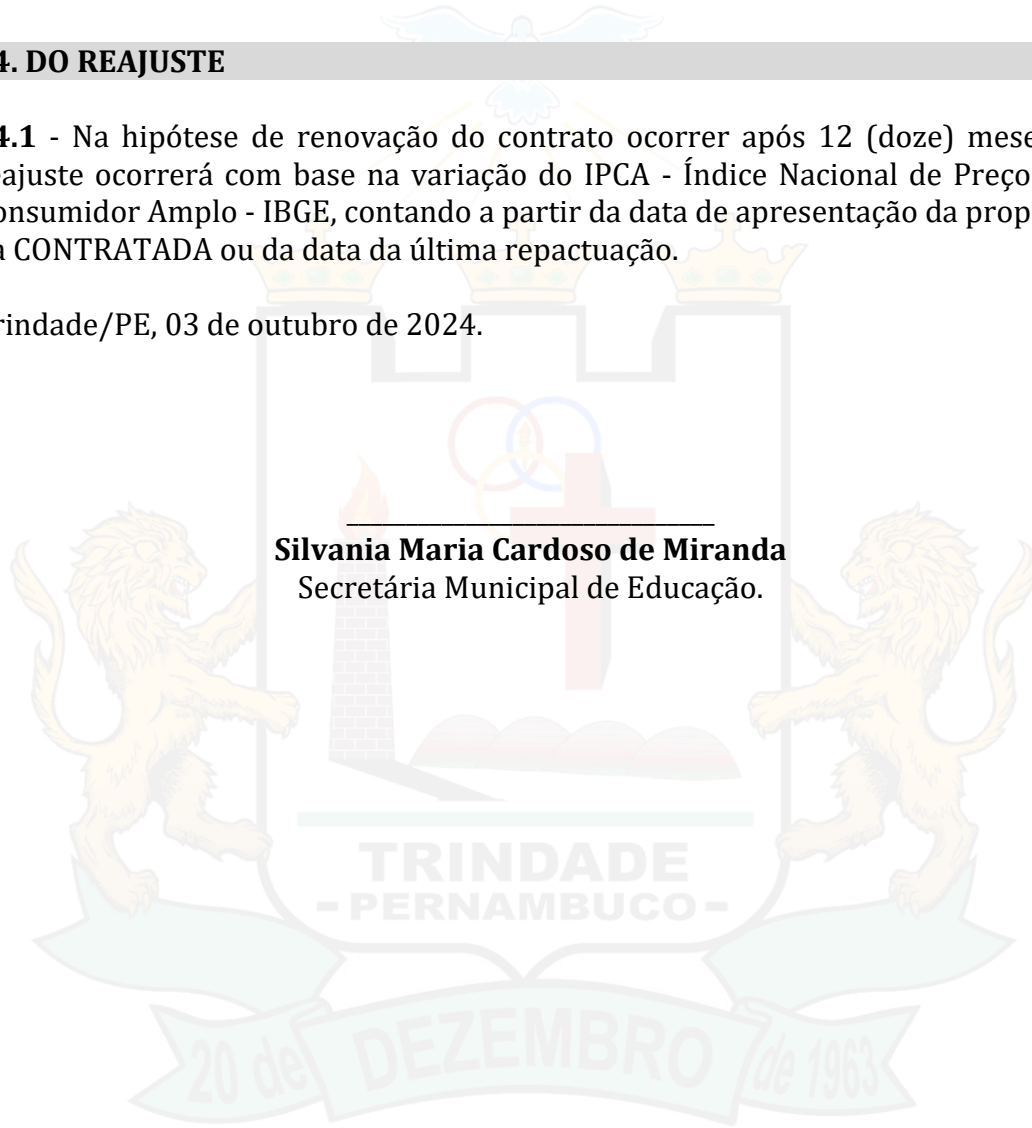 4. DO REAJUSTE
4.1 - Na hipótese de renovação do contrato ocorrer após 12 (doze) mese
eajuste ocorrerá com base na variação do IPCA - Índice Nacional de Preço
onsumidor Amplo - IBGE, contando a partir da data de apresentação da prop
a CONTRATADA ou da data da última repactuação.
rindade/PE, 03 de outubro de 2024.
Silvania Maria Cardoso de Miranda
Secretária Municipal de Educação.
TRINDADE
- PERNAMBUCO -
20 de DEZEMBRO de 1963